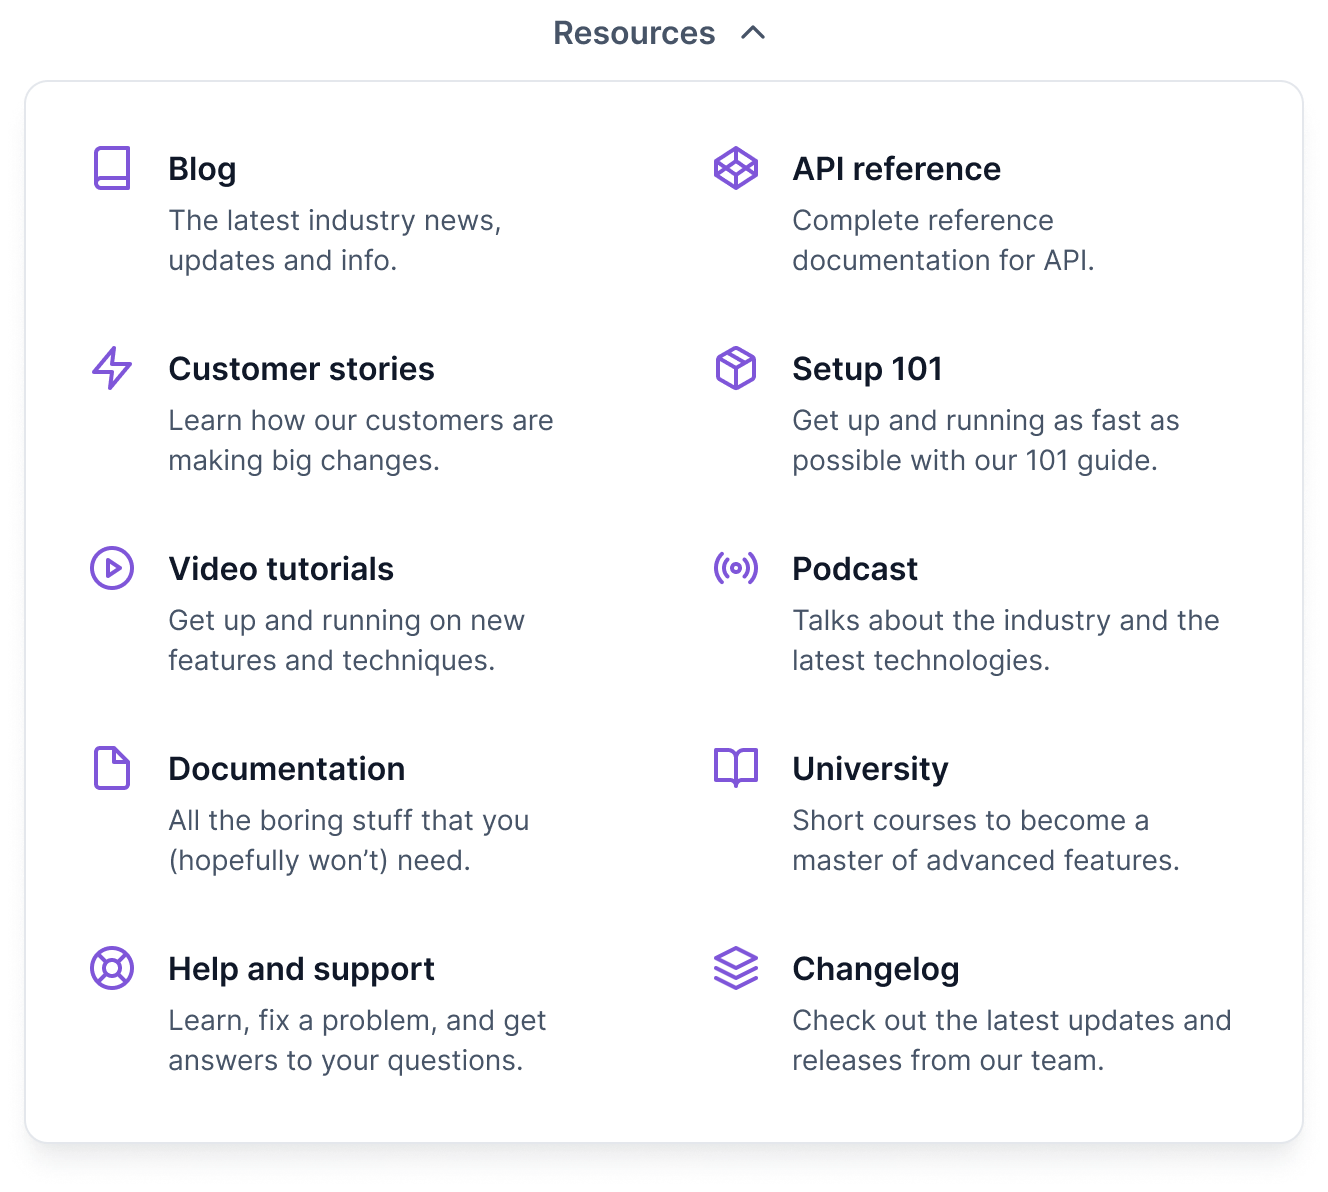 Resources
Blog
The latest industry news,
updates and info.
Customer stories
Learn how our customers are
making big changes.
Video tutorials
Get up and running on new
features and techniques.
Documentation
All the boring stuff that you
(hopefully won’t) need.
Help and support
Learn, fix a problem, and get
answers to your questions.
API reference
Complete reference
documentation for API.
Setup 101
Get up and running as fast as
possible with our 101 guide.
Podcast
Talks about the industry and the
latest technologies.
University
Short courses to become a
master of advanced features.
Changelog
Check out the latest updates and
releases from our team.